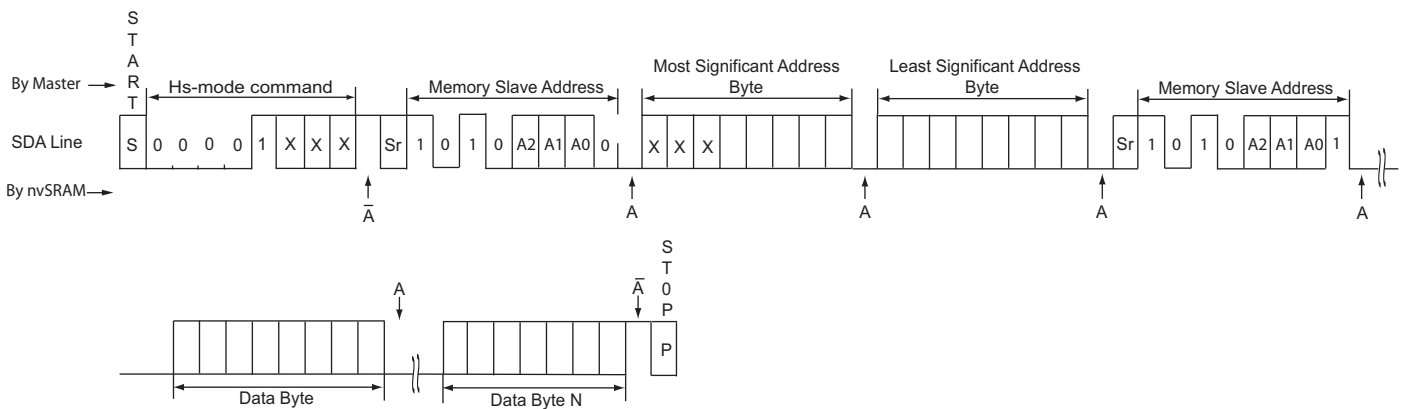 START
By Master
Hs-mode command
Memory Slave Address
Most Significant Address
Byte
Least Significant Address
Byte
Memory Slave Address
SDA Line
S 0 0 0 0 1 X X X Sr 1 0 1 0 A2 A1 A0 0 X X X Sr 1 0 1 0 A2 A1 A0 1
By nvSRAM
A̅
A
A
A
A
A
A̅
ST0P
P
Data Byte
Data Byte N